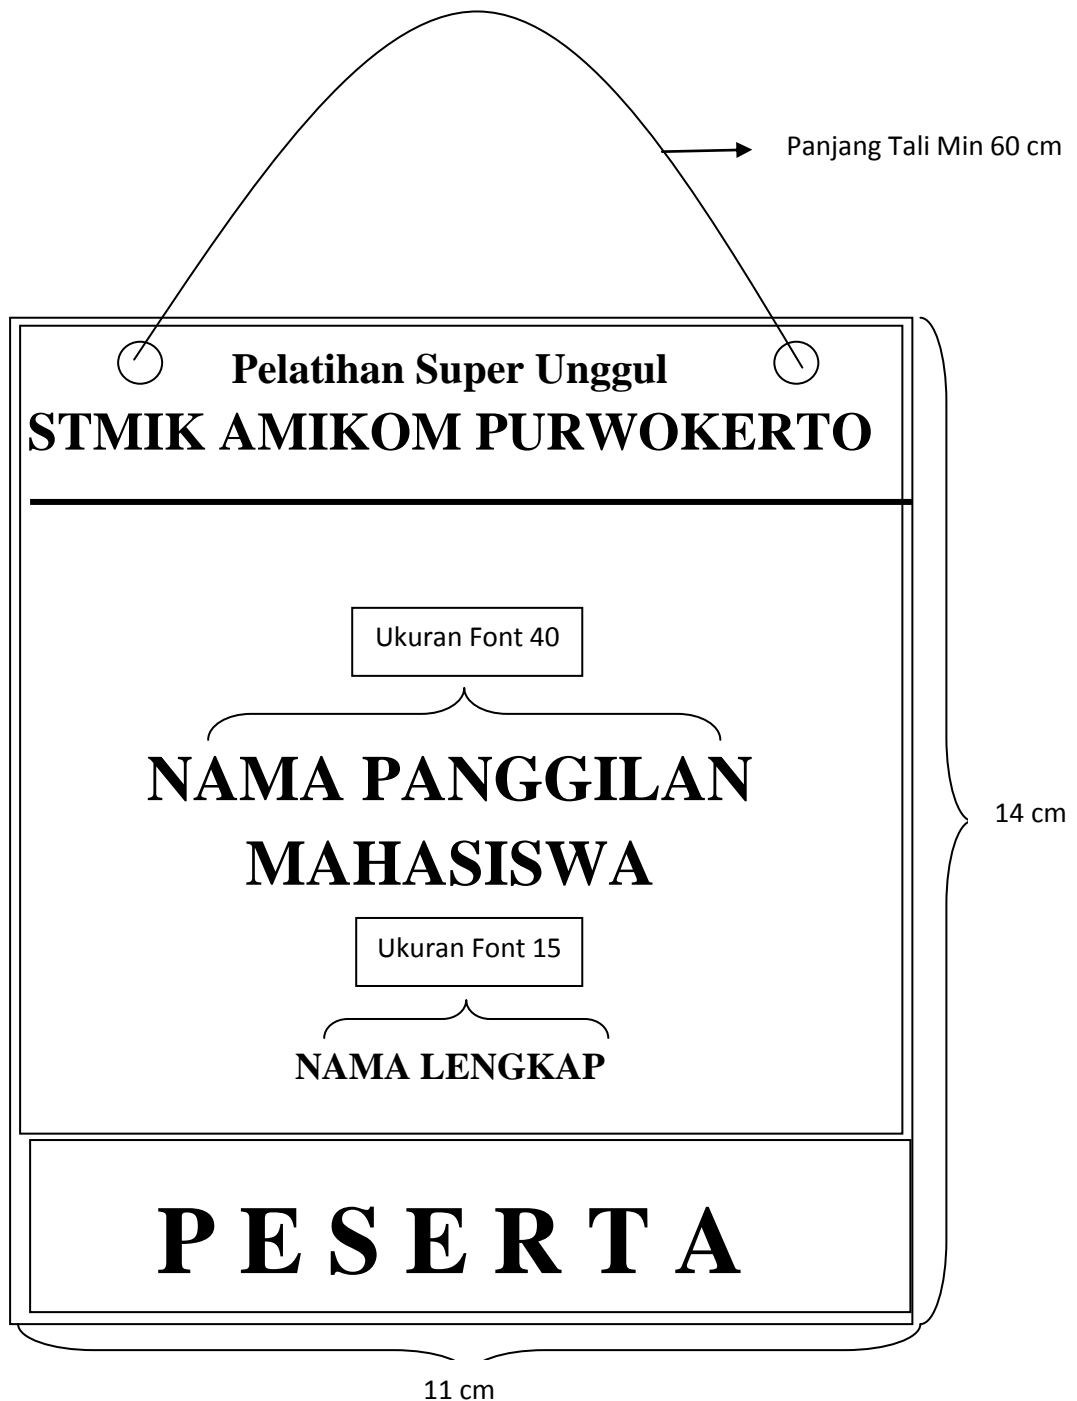 Panjang Tali Min 60 cm
Pelatihan Super Unggul
STMIK AMIKOM PURWOKERTO
Ukuran Font 40
NAMA PANGGILAN
MAHASISWA
14 cm
Ukuran Font 15
NAMA LENGKAP
P E S E R T A
11 cm